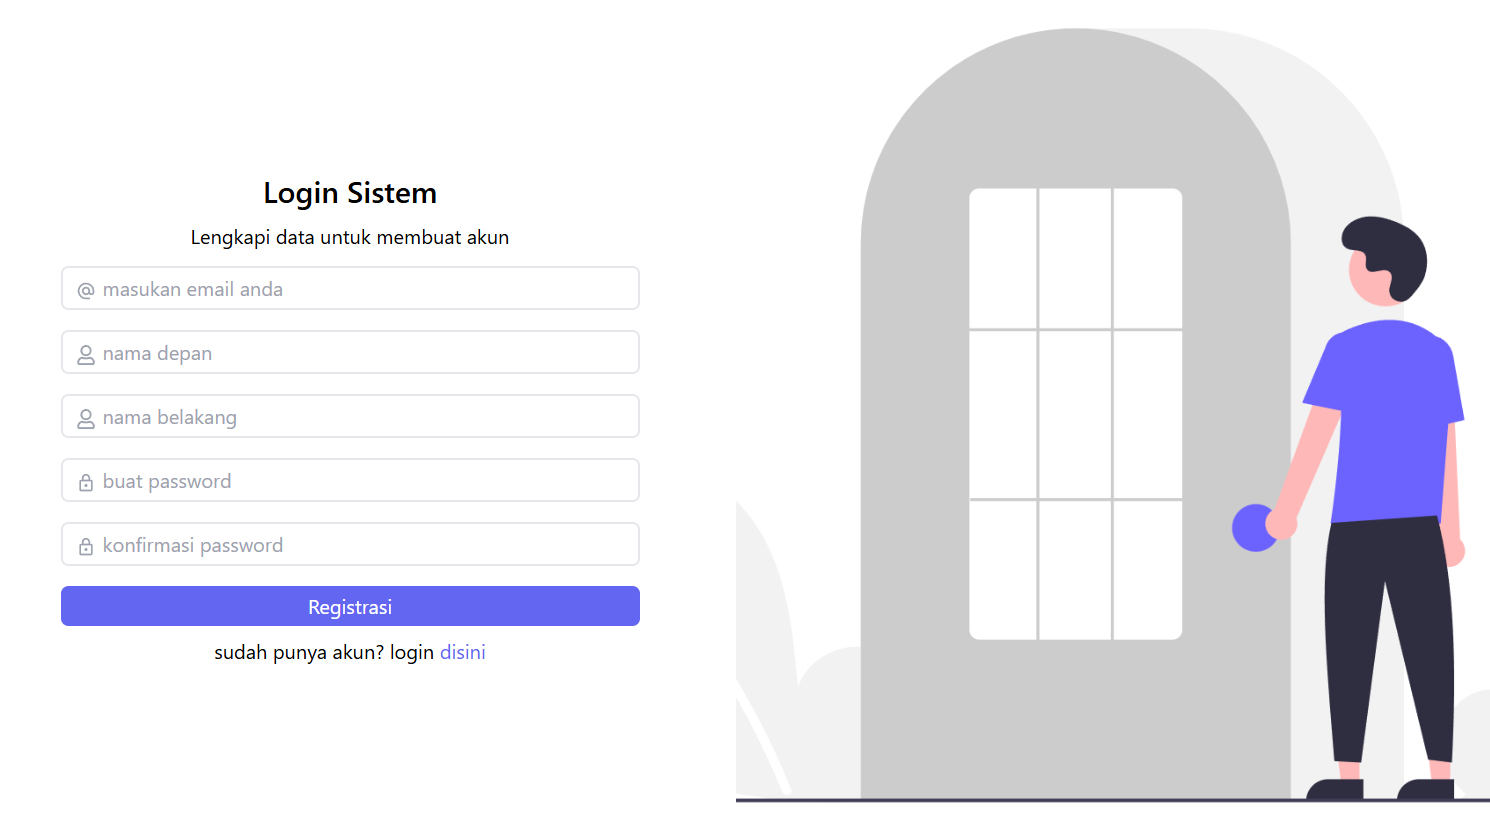 Login Sistem
Lengkapi data untuk membuat akun
masukan email anda
nama depan
nama belakang
buat password
konfirmasi password
Registrasi
sudah punya akun? login disini